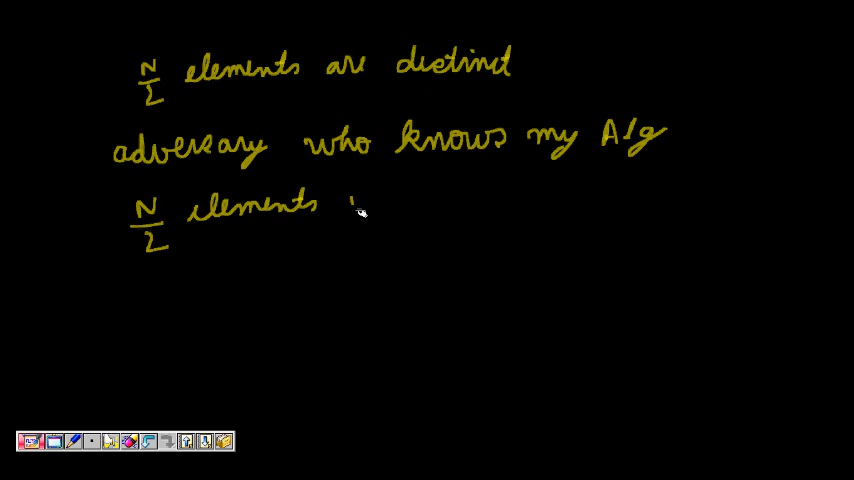 N/2 elements are distinct
adversary who knows my Alg
N/2 elements